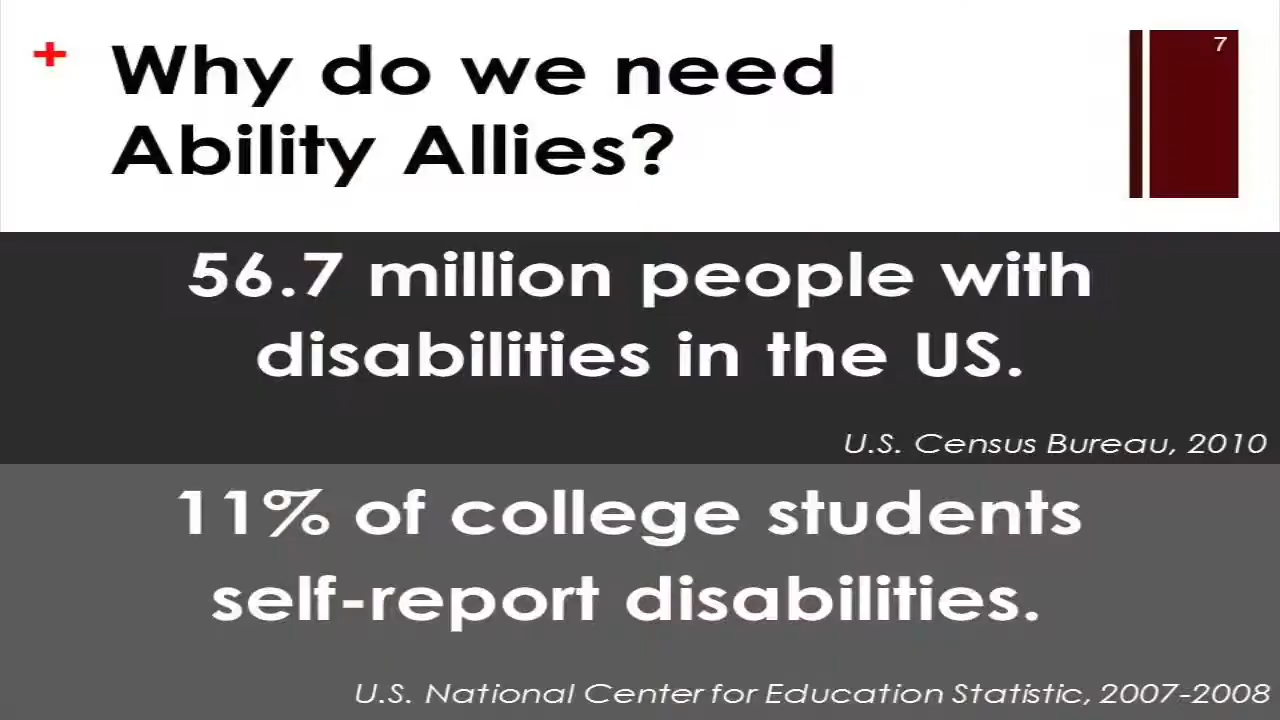 + Why do we need
Ability Allies?
7
56.7 million people with
disabilities in the US.
U.S. Census Bureau, 2010
11% of college students
self-report disabilities.
U.S. National Center for Education Statistic, 2007-2008